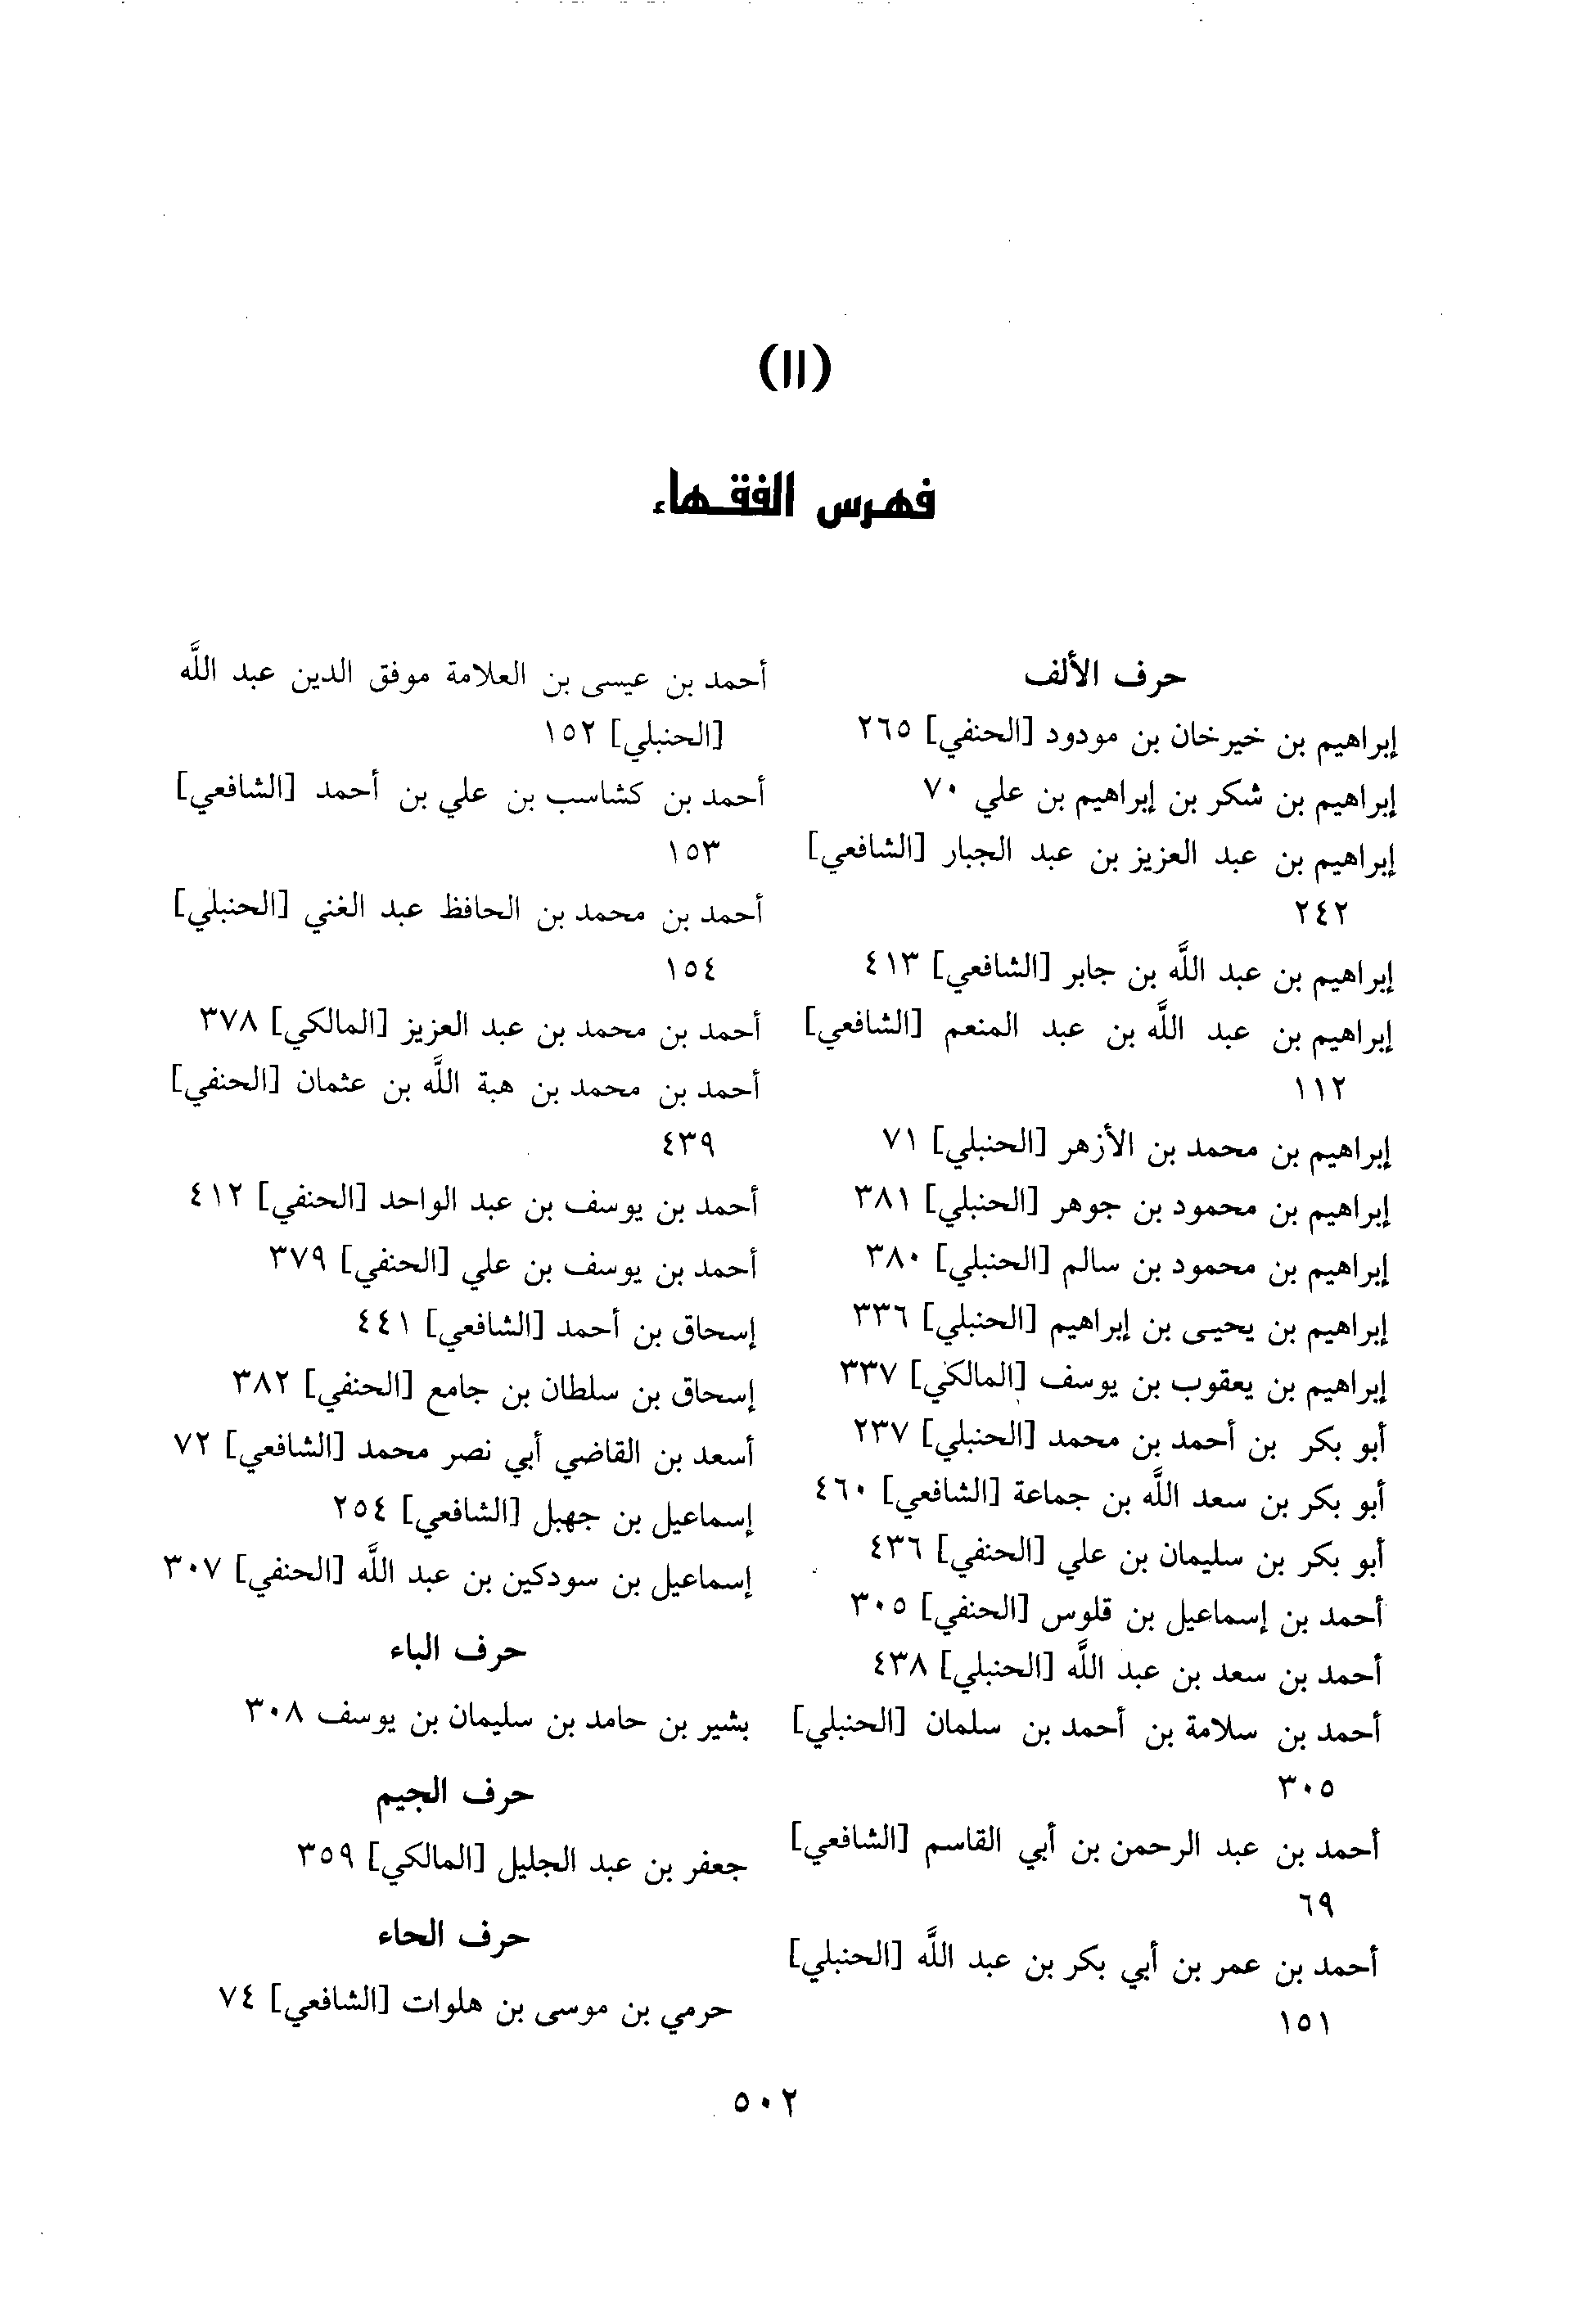 (١١)
فهرس الفقهاء
حرف الألف
إبراهيم بن خيرخان بن مودود [الحنفي] ٢٦٥
إبراهيم بن شكر بن إبراهيم بن علي ٧٠
إبراهيم بن عبد العزيز بن عبد الجبار [الشافعي]
٢٤٢
إبراهيم بن عبد اللَّه بن جابر [الشافعي] ٤١٣
إبراهيم بن عبد اللَّه بن عبد المنعم [الشافعي]
١١٢
إبراهيم بن محمد بن الأزهر [الحنبلي] ٧١
إبراهيم بن محمود بن جوهر [الحنبلي] ٣٨١
إبراهيم بن محمود بن سالم [الحنبلي] ٣٨٠
إبراهيم بن يحيى بن إبراهيم [الحنبلي] ٣٣٦
إبراهيم بن يعقوب بن يوسف [المالكي] ٣٣٧
أبو بكر بن أحمد بن محمد [الحنبلي] ٢٣٧
أبو بكر بن سعد اللَّه بن جماعة [الشافعي] ٤٦٠
أبو بكر بن سليمان بن علي [الحنفي] ٤٣٦
أحمد بن إسماعيل بن قلوس [الحنفي] ٣٠٥
أحمد بن سعد بن عبد اللَّه [الحنبلي] ٤٣٨
أحمد بن سلامة بن أحمد بن سلمان [الحنبلي]
٣٠٥
أحمد بن عبد الرحمن بن أبي القاسم [الشافعي]
٦٩
أحمد بن عمر بن أبي بكر بن عبد اللَّه [الحنبلي]
١٥١
أحمد بن عيسى بن العلامة موفق الدين عبد اللَّه
[الحنبلي] ١٥٢
أحمد بن كشاسب بن علي بن أحمد [الشافعي]
١٥٣
أحمد بن محمد بن الحافظ عبد الغني [الحنبلي]
١٥٤
أحمد بن محمد بن عبد العزيز [المالكي] ٣٧٨
أحمد بن محمد بن هبة اللَّه بن عثمان [الحنفي]
٤٣٩
أحمد بن يوسف بن عبد الواحد [الحنفي] ٤١٢
أحمد بن يوسف بن علي [الحنفي] ٣٧٩
إسحاق بن أحمد [الشافعي] ٤٤١
إسحاق بن سلطان بن جامع [الحنفي] ٣٨٢
أسعد بن القاضي أبي نصر محمد [الشافعي] ٧٢
إسماعيل بن جهبل [الشافعي] ٢٥٤
إسماعيل بن سودكين بن عبد اللَّه [الحنفي] ٣٠٧
حرف الباء
بشير بن حامد بن سليمان بن يوسف ٣٠٨
حرف الجيم
جعفر بن عبد الجليل [المالكي] ٣٥٩
حرف الحاء
حرمي بن موسى بن هلوات [الشافعي] ٧٤
٥٠٢